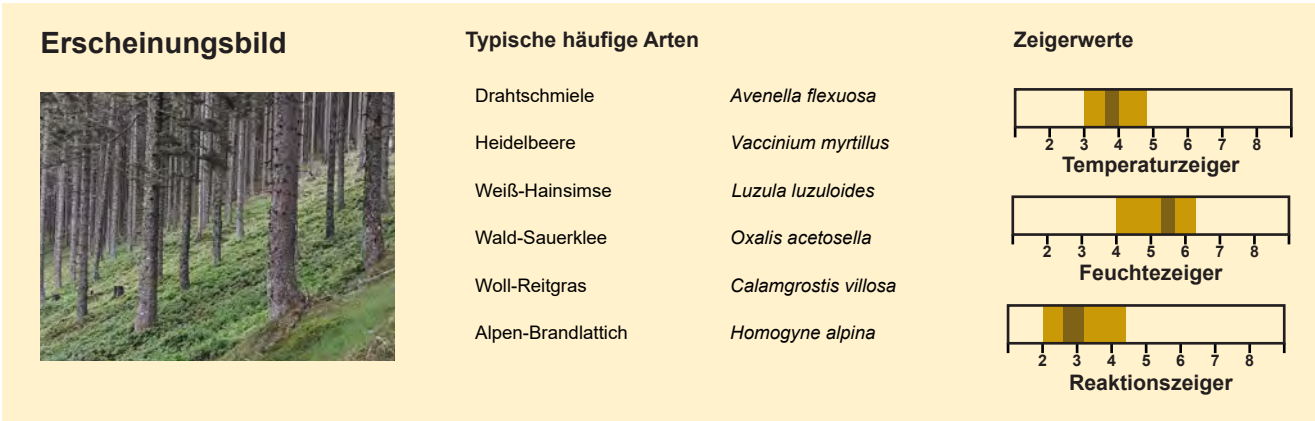 Erscheinungsbild
Typische häufige Arten
Drahtschmiele Avenella flexuosa
Heidelbeere Vaccinium myrtillus
Weiß-Hainsimse Luzula luzuloides
Wald-Sauerklee Oxalis acetosella
Woll-Reitgras Calamgrostis villosa
Alpen-Brandlattich Homogyne alpina
Zeigerwerte
2 3 4 5 6 7 8
Temperaturzeiger
2 3 4 5 6 7 8
Feuchtezeiger
2 3 4 5 6 7 8
Reaktionszeiger